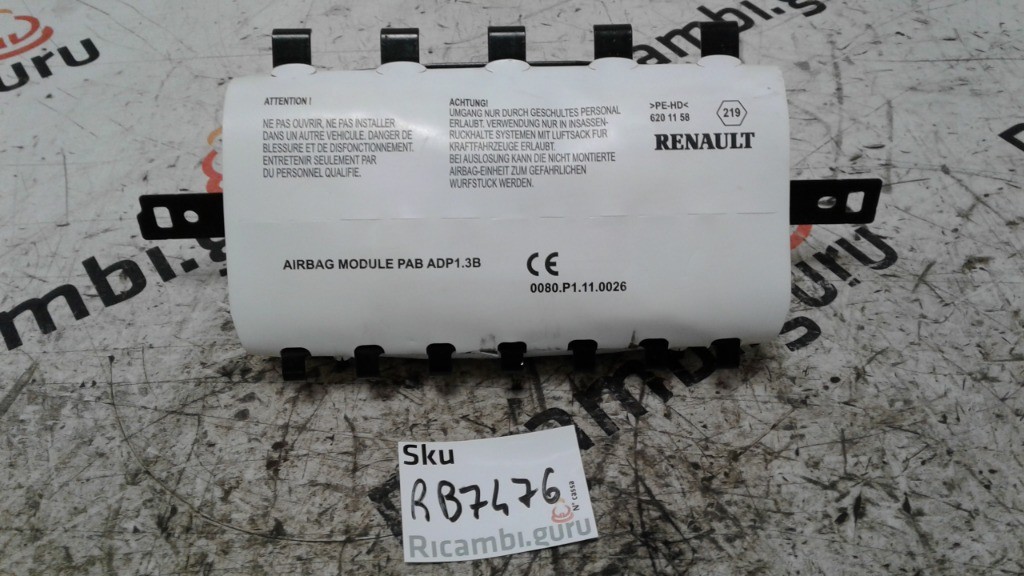 ATTENTION !
NE PAS OUVRIR, NE PAS INSTALLER
DANS UN AUTRE VEHICULE. DANGER DE
BLESSURE ET DE DISFONCTIONNEMENT.
ENTRETENIR SEULEMENT PAR
DU PERSONNEL QUALIFIE.
ACHTUNG!
UMGANG NUR DURCH GESCHULTES PERSONAL
ERLAUBT. VERWENDUNG NUR IN INSASSEN-
RUCKHALTE SYSTEMEN MIT LUFTSACK FUR
KRAFTFAHRZEUGE ERLAUBT.
BEI AUSLOSUNG KANN DIE NICHT MONTIERTE
AIRBAG-EINHEIT ZUM GEFAHRLICHEN
WURFSTUCK WERDEN.
>PE-HD<
620 11 58
219
RENAULT
AIRBAG MODULE PAB ADP1.3B
CE
0080.P1.11.0026
Sku
RB7476
N° cassa
Ricambi.guru